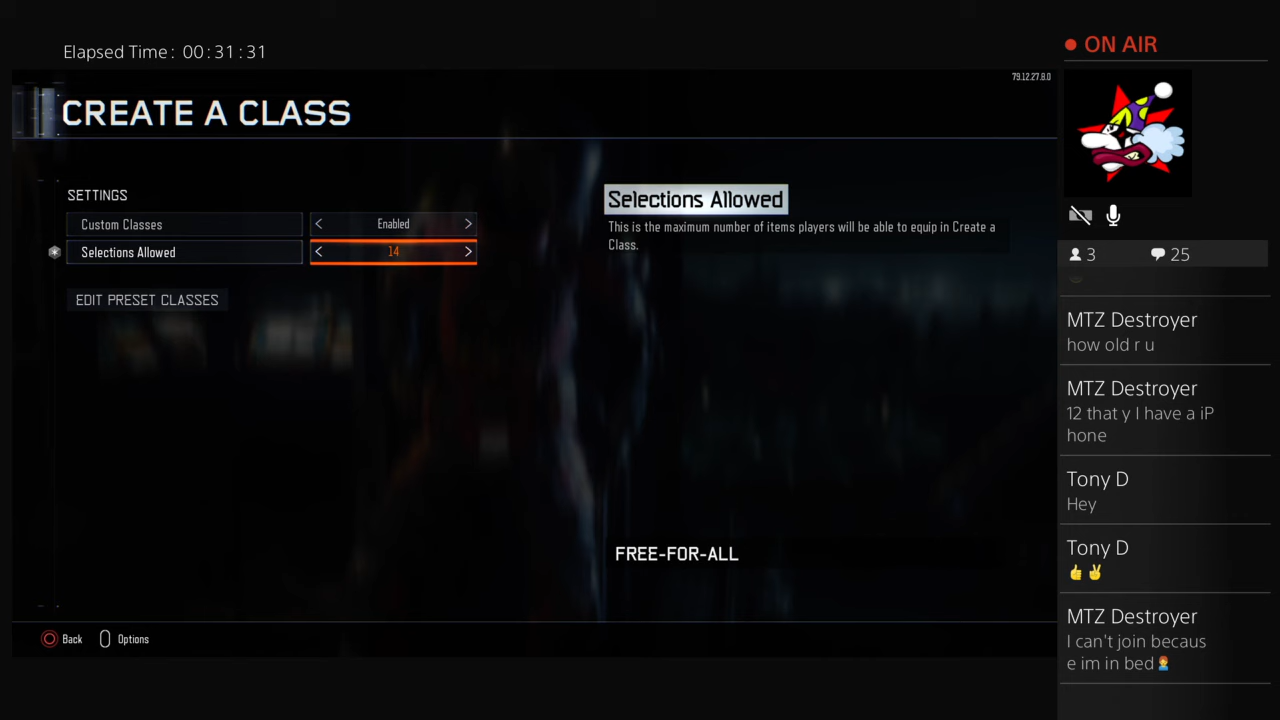 Elapsed Time: 00:31:31
ON AIR
79.12.27.8.0
CREATE A CLASS
SETTINGS
Custom Classes
Enabled
Selections Allowed
14
EDIT PRESET CLASSES
Selections Allowed
This is the maximum number of items players will be able to equip in Create a
Class.
FREE-FOR-ALL
Back
Options
3
25
MTZ Destroyer
how old r u
MTZ Destroyer
12 that y I have a iP
hone
Tony D
Hey
Tony D
👍✌
MTZ Destroyer
I can't join becaus
e im in bed